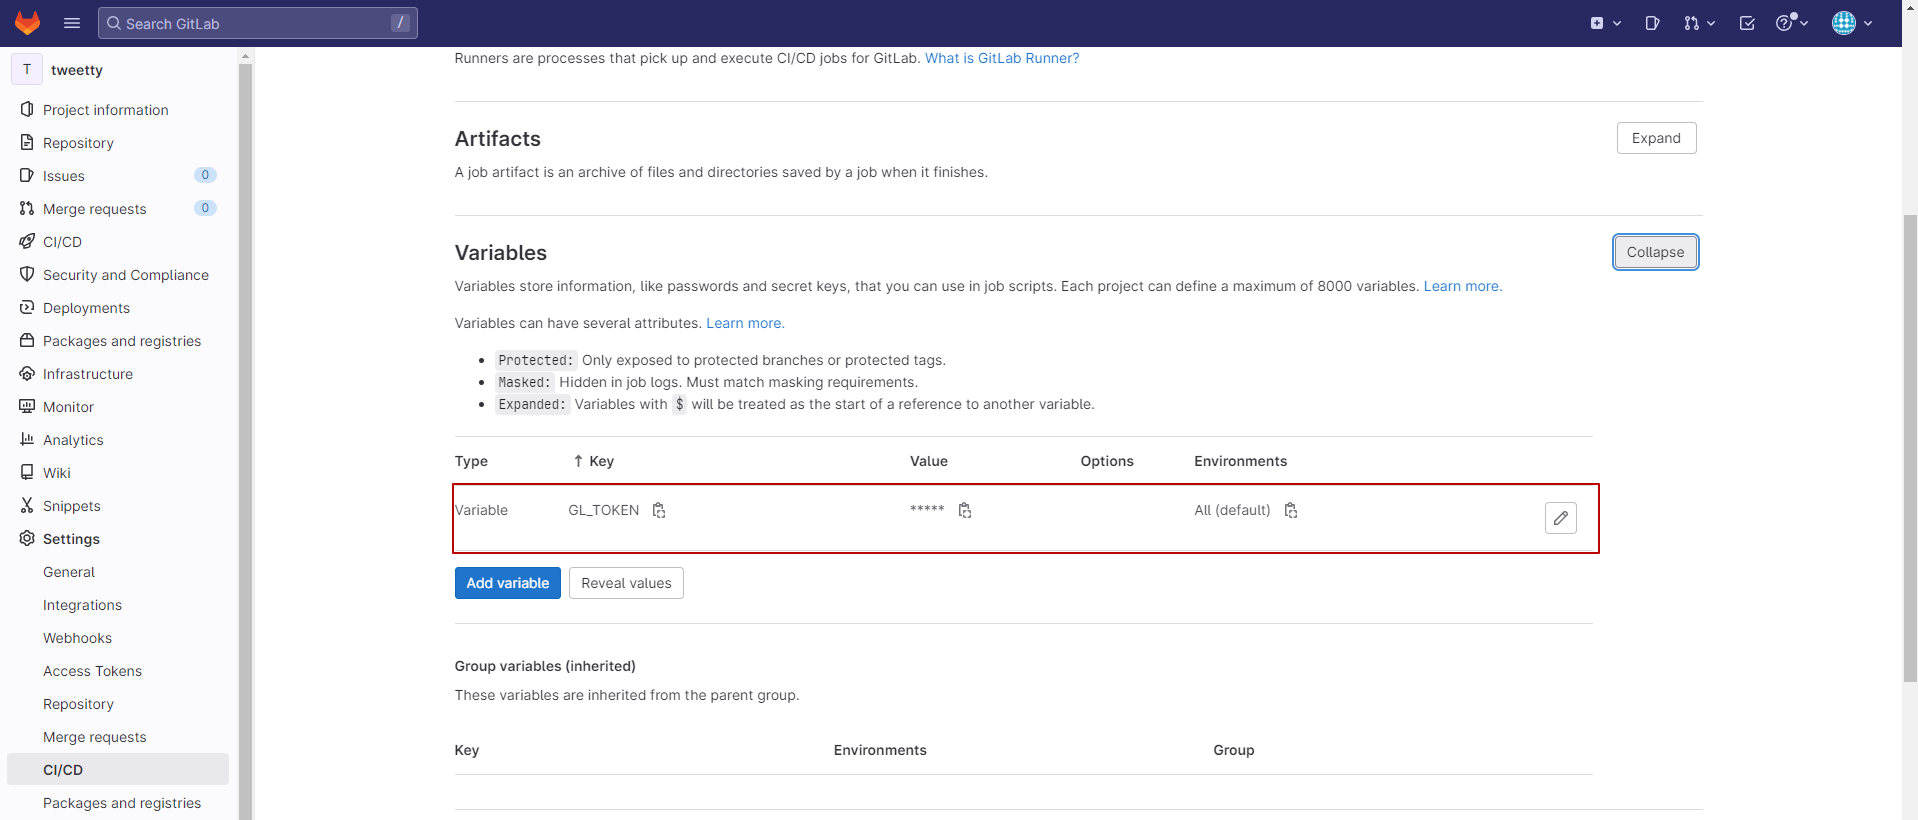 Search GitLab /
T tweetty
Project information
Repository
Issues 0
Merge requests 0
CI/CD
Security and Compliance
Deployments
Packages and registries
Infrastructure
Monitor
Analytics
Wiki
Snippets
Settings
General
Integrations
Webhooks
Access Tokens
Repository
Merge requests
CI/CD
Packages and registries
Runners are processes that pick up and execute CI/CD jobs for GitLab. What is GitLab Runner?
Artifacts
Expand
A job artifact is an archive of files and directories saved by a job when it finishes.
Variables
Collapse
Variables store information, like passwords and secret keys, that you can use in job scripts. Each project can define a maximum of 8000 variables. Learn more.
Variables can have several attributes. Learn more.
• Protected: Only exposed to protected branches or protected tags.
• Masked: Hidden in job logs. Must match masking requirements.
• Expanded: Variables with $ will be treated as the start of a reference to another variable.
Type ↑ Key Value Options Environments
Variable GL_TOKEN ***** All (default)
Add variable Reveal values
Group variables (inherited)
These variables are inherited from the parent group.
Key Environments Group